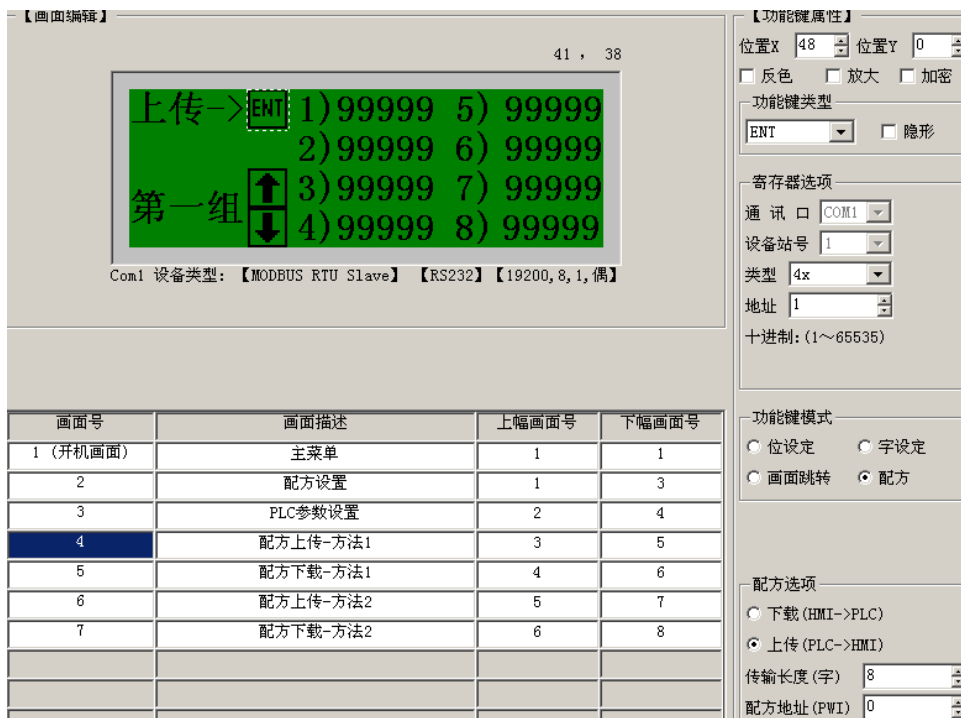 【画面编辑】
41 , 38
上传->ENT 1)99999 5) 99999
2)99999 6) 99999
第一组 3)99999 7) 99999
4)99999 8) 99999
Com1 设备类型: 【MODBUS RTU Slave】 【RS232】【19200,8,1,偶】
画面号 画面描述 上幅画面号 下幅画面号
1 (开机画面) 主菜单 1 1
2 配方设置 1 3
3 PLC参数设置 2 4
4 配方上传-方法1 3 5
5 配方下载-方法1 4 6
6 配方上传-方法2 5 7
7 配方下载-方法2 6 8
【功能键属性】
位置X 48 位置Y 0
反色 放大 加密
功能键类型
ENT 隐形
寄存器选项
通 讯 口 COM1
设备站号 1
类型 4x
地址 1
十进制:(1~65535)
功能键模式
位设定 字设定
画面跳转 配方
配方选项
下载(HMI->PLC)
上传(PLC->HMI)
传输长度(字) 8
配方地址(PWI) 0